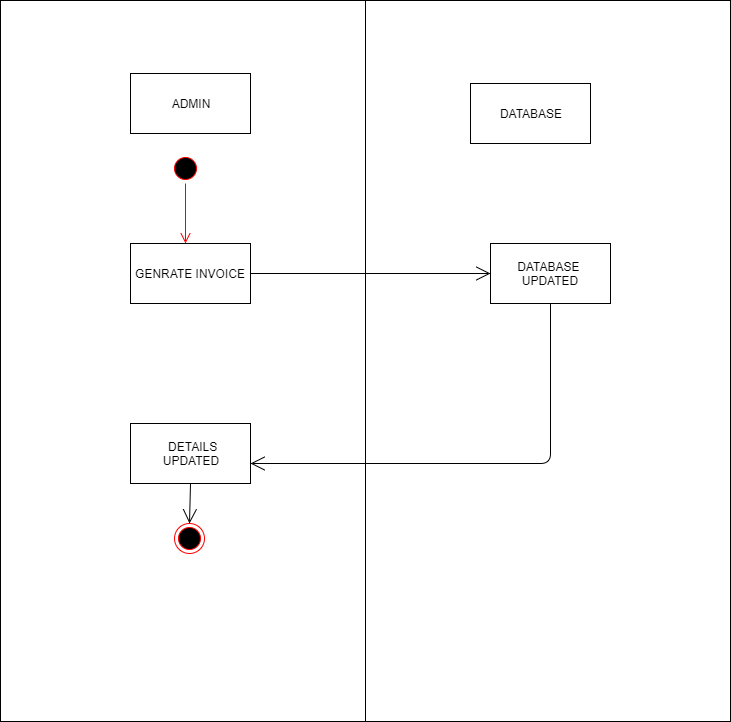 ADMIN
DATABASE
GENRATE INVOICE
DATABASE
UPDATED
DETAILS
UPDATED